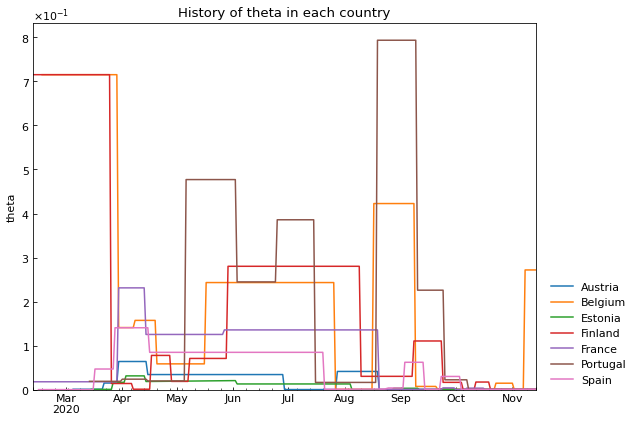 History of theta in each country
×10⁻¹
8
7
6
5
4
3
2
1
0
theta
Mar Apr May Jun Jul Aug Sep Oct Nov
2020
Austria
Belgium
Estonia
Finland
France
Portugal
Spain